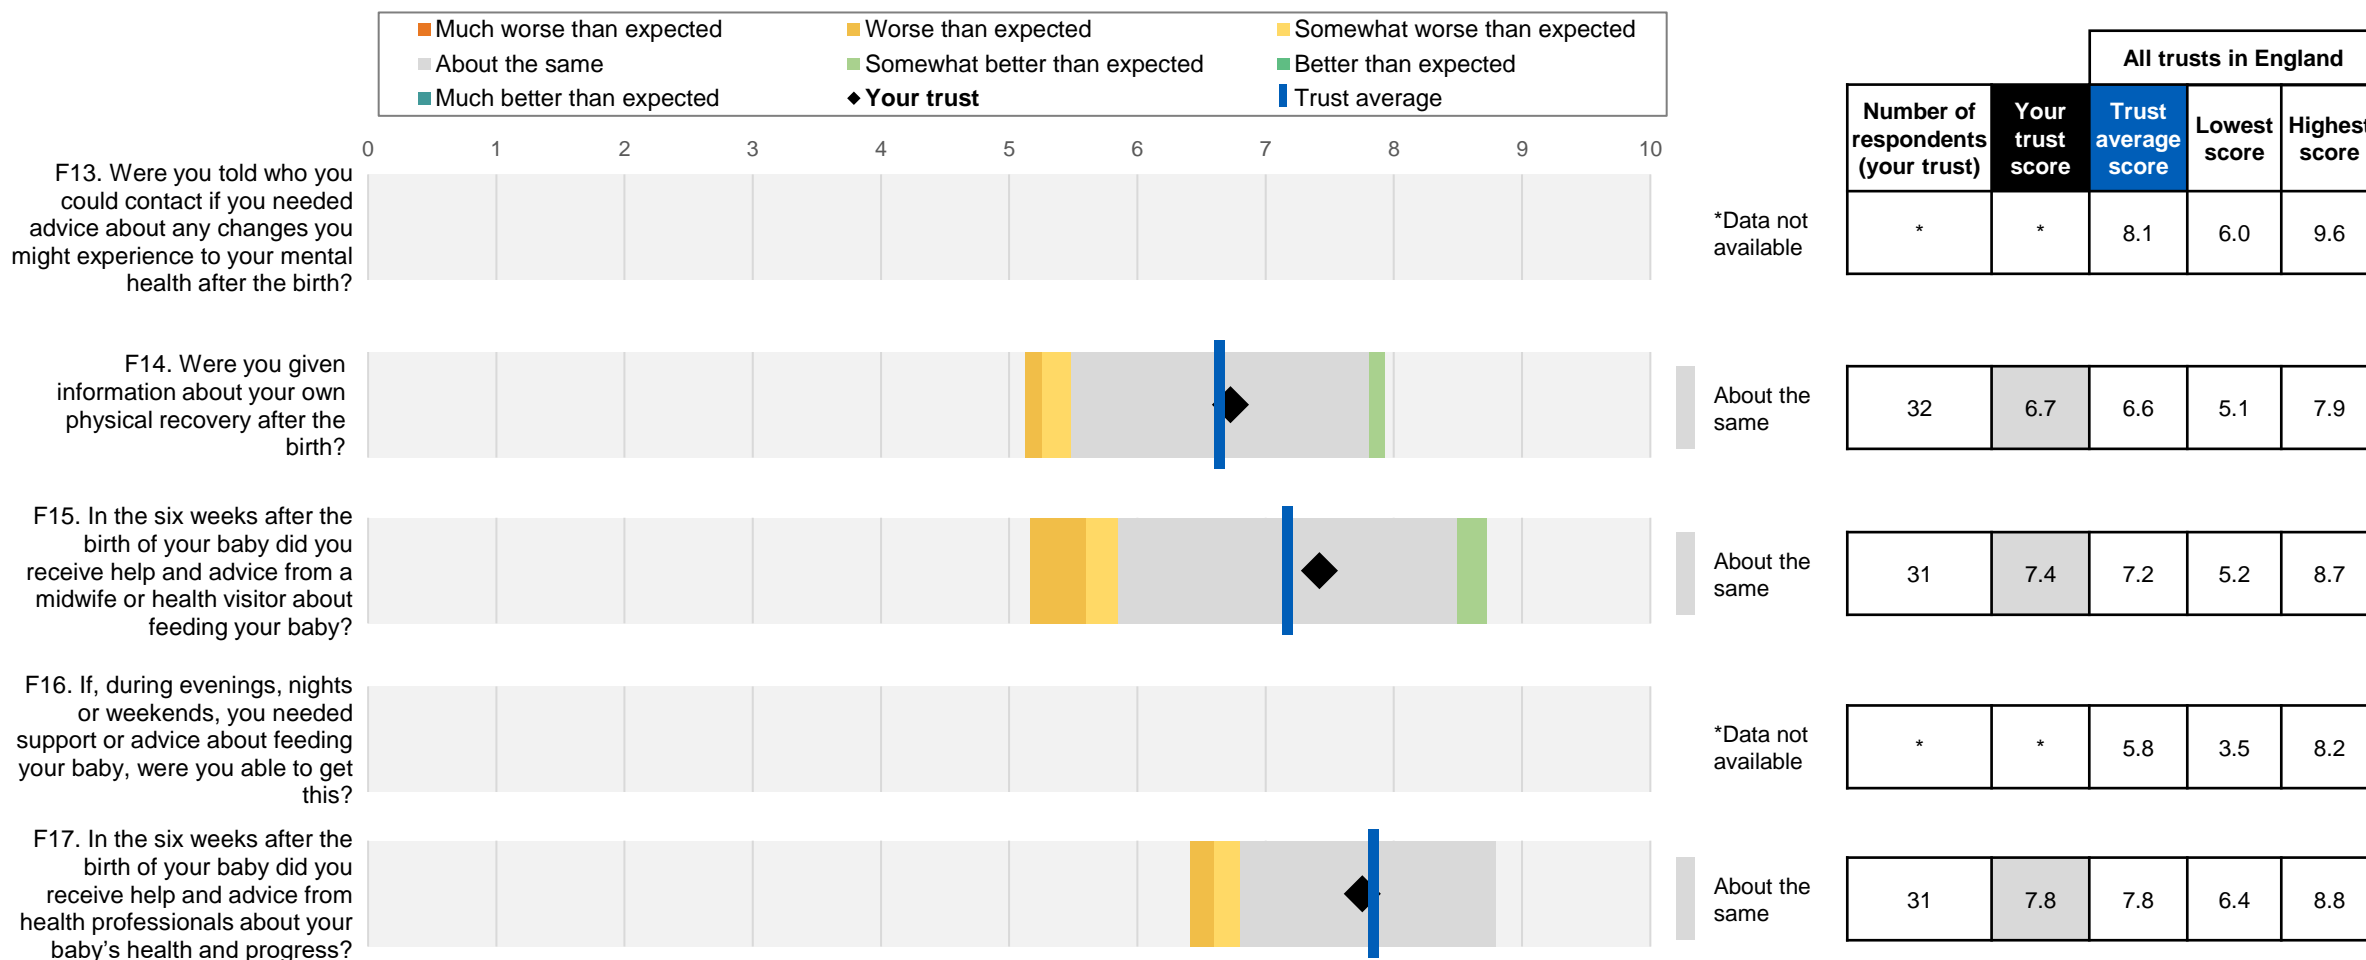 Much worse than expected
Worse than expected
Somewhat worse than expected
About the same
Somewhat better than expected
Better than expected
Much better than expected
Your trust
Trust average
All trusts in England
Number of
respondents
(your trust)
Your
trust
score
Trust
average
score
Lowest
score
Highest
score
0 1 2 3 4 5 6 7 8 9 10
F13. Were you told who you
could contact if you needed
advice about any changes you
might experience to your mental
health after the birth?
*Data not
available
* * 8.1 6.0 9.6
F14. Were you given
information about your own
physical recovery after the
birth?
About the
same
32 6.7 6.6 5.1 7.9
F15. In the six weeks after the
birth of your baby did you
receive help and advice from a
midwife or health visitor about
feeding your baby?
About the
same
31 7.4 7.2 5.2 8.7
F16. If, during evenings, nights
or weekends, you needed
support or advice about feeding
your baby, were you able to get
this?
*Data not
available
* * 5.8 3.5 8.2
F17. In the six weeks after the
birth of your baby did you
receive help and advice from
health professionals about your
baby’s health and progress?
About the
same
31 7.8 7.8 6.4 8.8